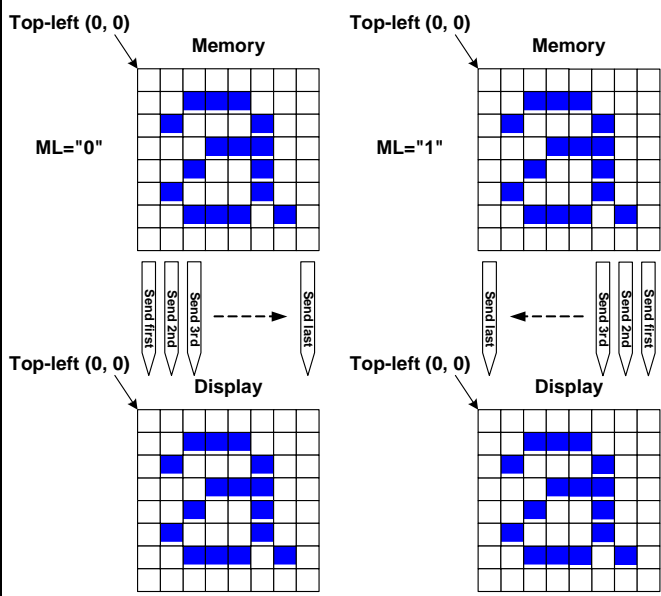 Top-left (0, 0)
Memory
ML="0"
Send first
Send 2nd
Send 3rd
Send last
Top-left (0, 0)
Display
Top-left (0, 0)
Memory
ML="1"
Send last
Send 3rd
Send 2nd
Send first
Top-left (0, 0)
Display